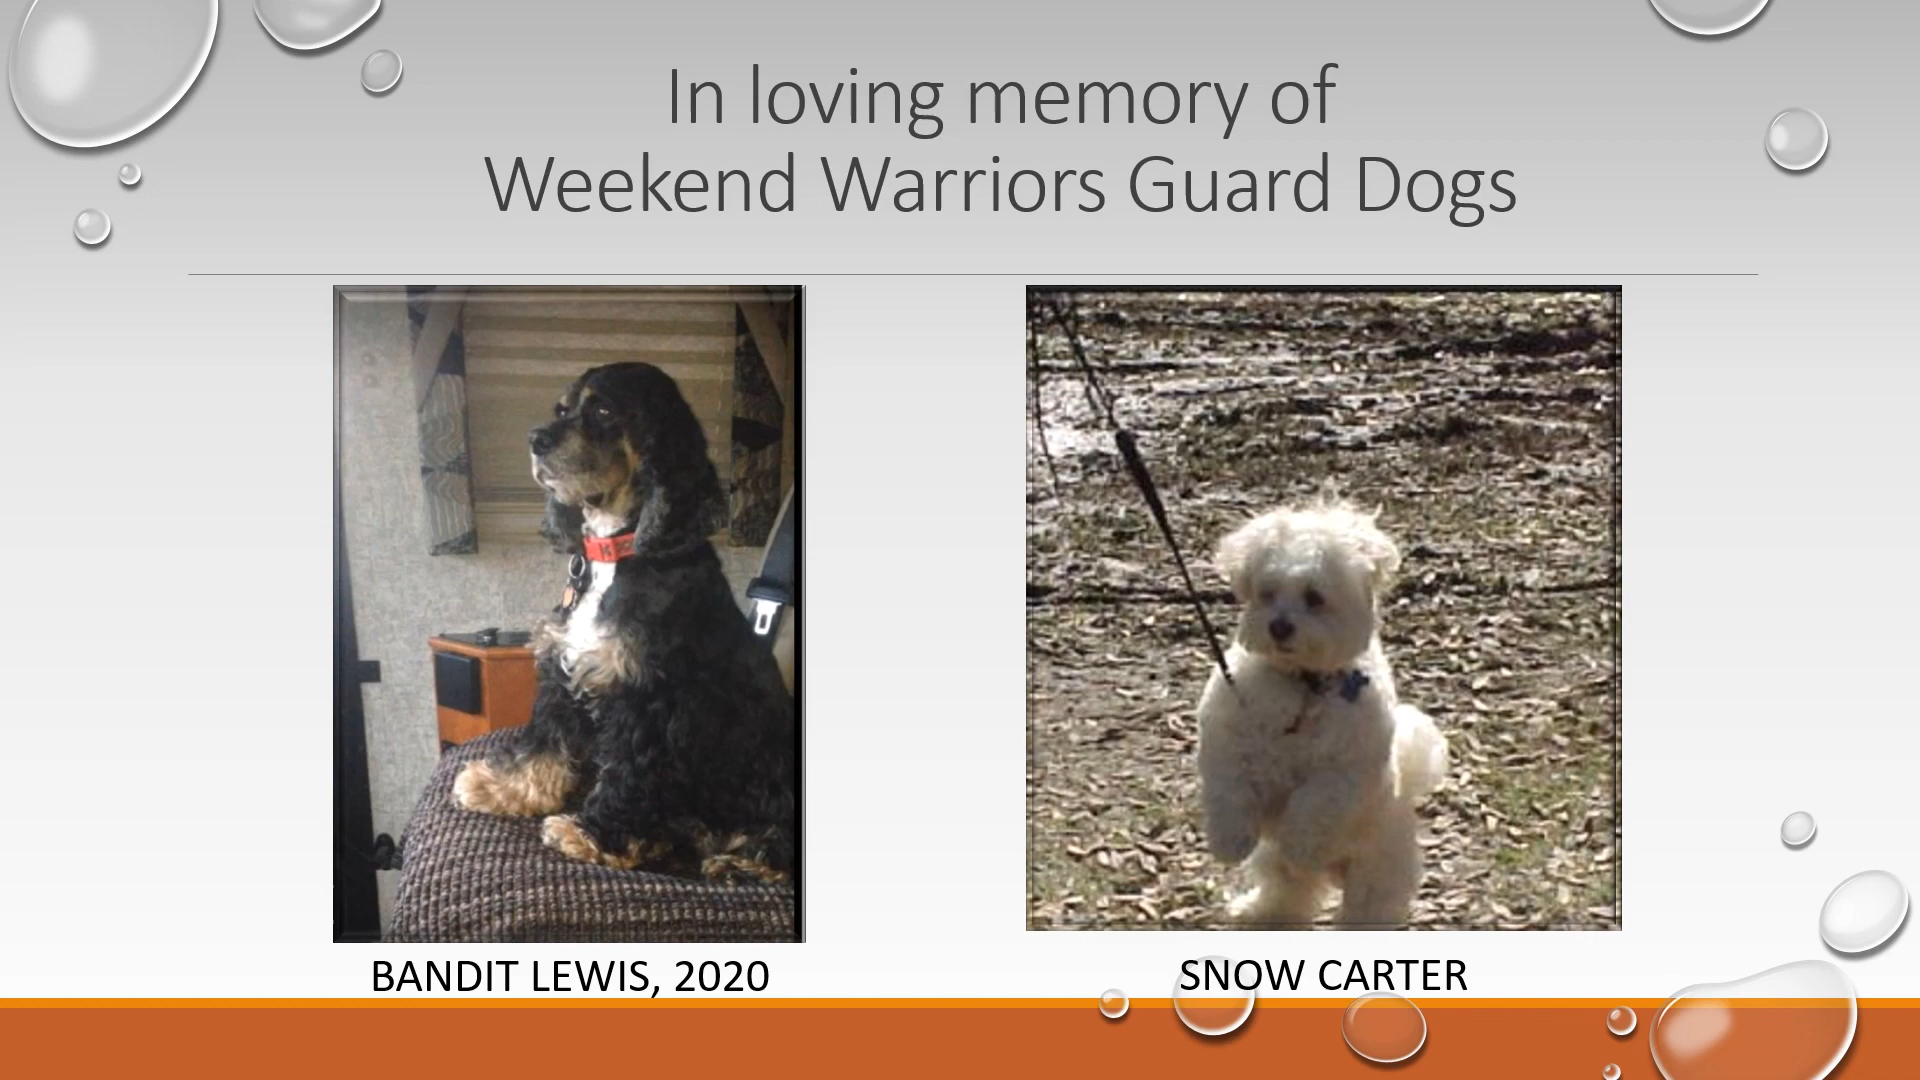 In loving memory of
Weekend Warriors Guard Dogs
BANDIT LEWIS, 2020
SNOW CARTER